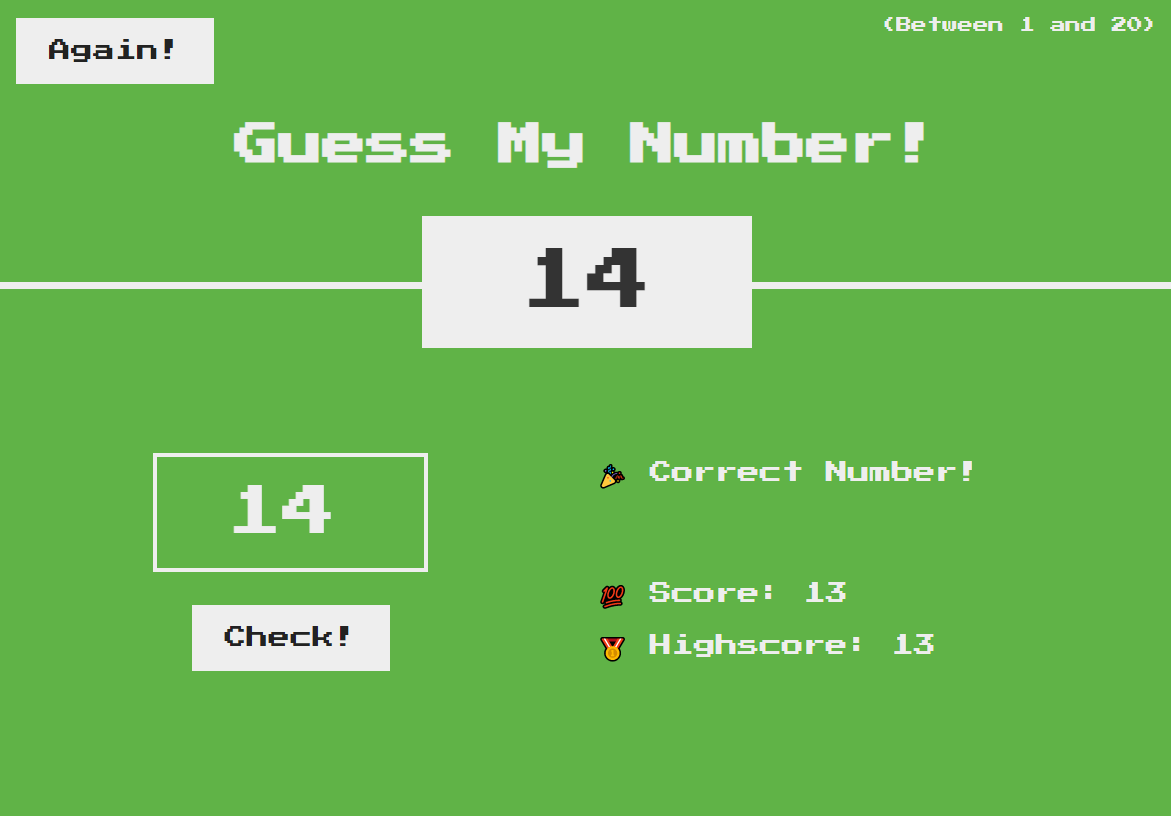 Again!
(Between 1 and 20)
Guess My Number!
14
14
Check!
🎉 Correct Number!
💯 Score: 13
🥇 Highscore: 13